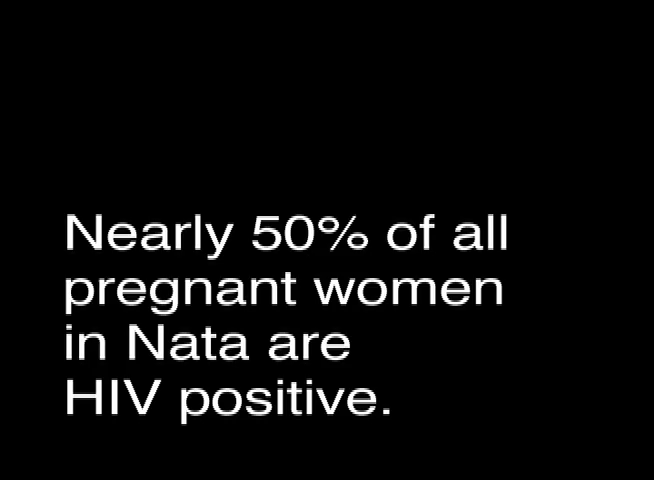 Nearly 50% of all
pregnant women
in Nata are
HIV positive.